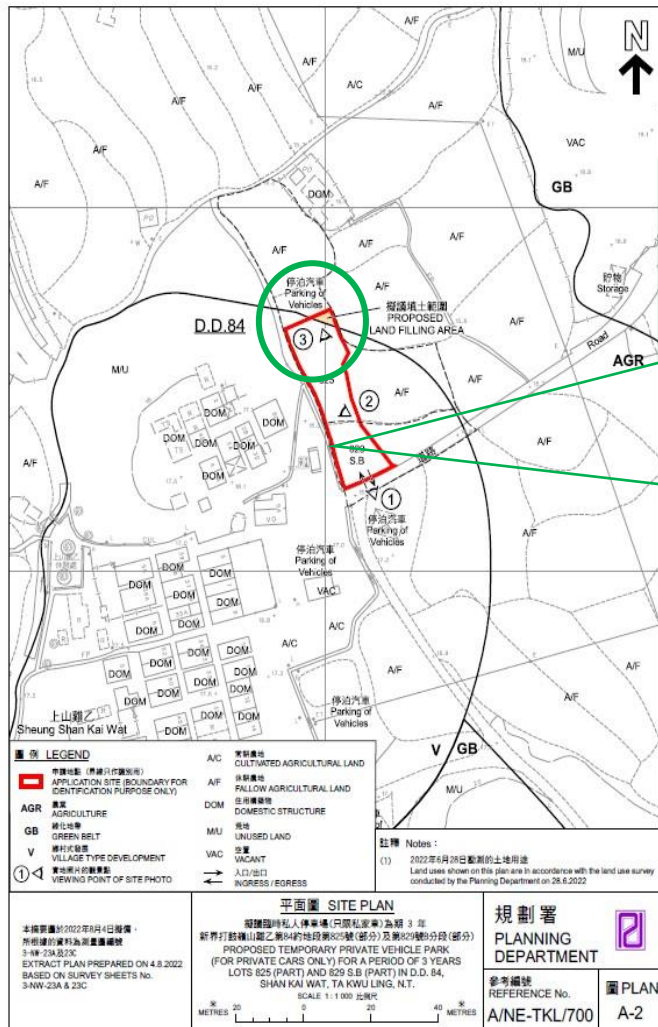 N
A/F
A/F
M/U
A/F
A/F
A/C
A/F
A/F
VAC
A/F
DOM
GB
A/F
A/F
停泊汽車
Parking of
Vehicles
貯物
Storage
擬議填土範圍
PROPOSED
LAND FILLING AREA
D.D.84
③
Road
AGR
M/U
825
②
A/F
A/F
DOM
DOM
DOM
DOM
DOM
DOM
829
S.B
道路
A/F
①
停泊汽車
Parking of
Vehicles
停泊汽車
Parking of
Vehicles
VAC
DOM
DOM
DOM
DOM
DOM
DOM
DOM
DOM
DOM
DOM
DOM
A/C
A/C
A/F
A/F
停泊汽車
Parking of
Vehicles
上山雞乙
Sheung Shan Kai Wat
V
GB
M/U
A/F
圖例 LEGEND
申請地點 (界線只作識別用)
APPLICATION SITE (BOUNDARY FOR
IDENTIFICATION PURPOSE ONLY)
AGR 農業
AGRICULTURE
GB 綠化地帶
GREEN BELT
V 鄉村式發展
VILLAGE TYPE DEVELOPMENT
① 實地照片的觀景點
VIEWING POINT OF SITE PHOTO
A/C 常耕農地
CULTIVATED AGRICULTURAL LAND
A/F 休耕農地
FALLOW AGRICULTURAL LAND
DOM 住用構築物
DOMESTIC STRUCTURE
M/U 荒地
UNUSED LAND
VAC 空置
VACANT
入口/出口
INGRESS / EGRESS
註釋 Notes :
(1) 2022年6月28日勘測的土地用途
Land uses shown on this plan are in accordance with the land use survey
conducted by the Planning Department on 28.6.2022
本摘要圖於2022年8月4日擬備，
所根據的資料為測量圖編號
3-NW-23A及23C
EXTRACT PLAN PREPARED ON 4.8.2022
BASED ON SURVEY SHEETS No.
3-NW-23A & 23C
平面圖 SITE PLAN
擬議臨時私人停車場(只限私家車)為期 3 年
新界打鼓嶺山雞乙第84約地段第825號(部分)及第829號B分段(部分)
PROPOSED TEMPORARY PRIVATE VEHICLE PARK
(FOR PRIVATE CARS ONLY) FOR A PERIOD OF 3 YEARS
LOTS 825 (PART) AND 829 S.B (PART) IN D.D. 84,
SHAN KAI WAT, TA KWU LING, N.T.
SCALE 1 : 1 000 比例尺
米
METRES 20 0 20 40 米
METRES
規劃署
PLANNING
DEPARTMENT
參考編號
REFERENCE No.
A/NE-TKL/700
圖 PLAN
A-2